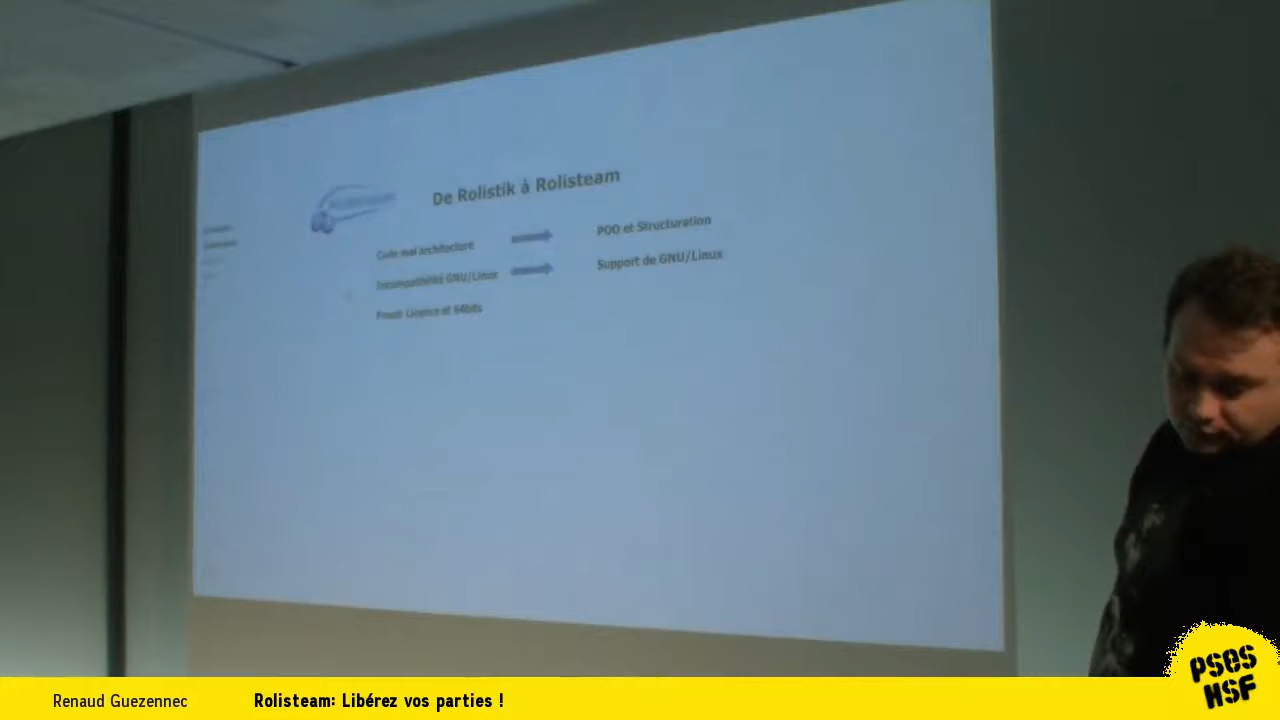 De Rolistik à Rolisteam
Code mal architecturé
POO et Structuration
Incompatibilité GNU/Linux
Support de GNU/Linux
Fmod: Licence et 64bits
Renaud Guezennec
Rolisteam: Libérez vos parties !
PSES
HSF